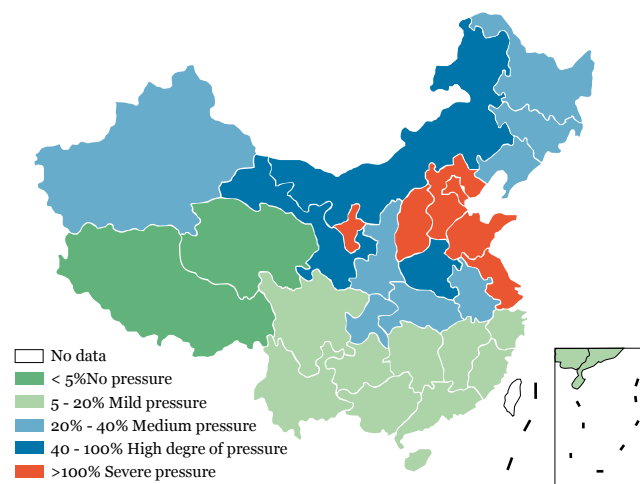 No data
< 5%No pressure
5 - 20% Mild pressure
20% - 40% Medium pressure
40 - 100% High degre of pressure
>100% Severe pressure